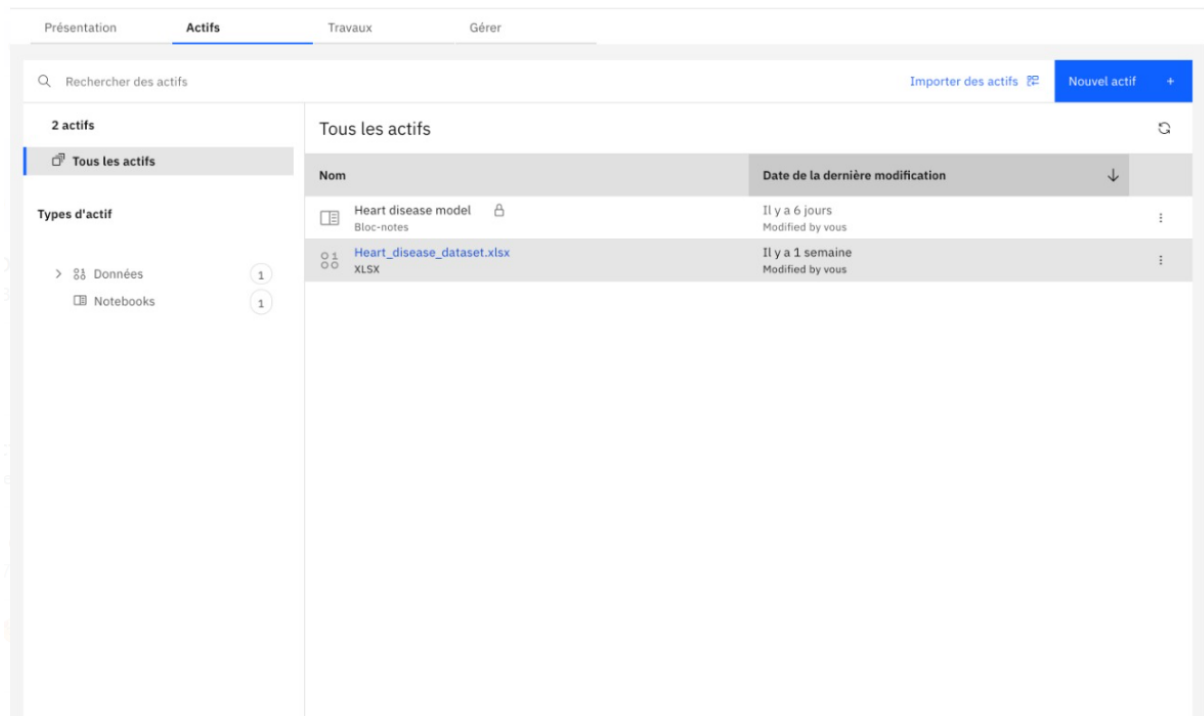 Présentation Actifs Travaux Gérer
Rechercher des actifs Importer des actifs Nouvel actif +
2 actifs
Tous les actifs
Types d'actif
Données 1
Notebooks 1
Tous les actifs
Nom Date de la dernière modification
Heart disease model Il y a 6 jours
Bloc-notes Modified by vous
Heart_disease_dataset.xlsx Il y a 1 semaine
XLSX Modified by vous